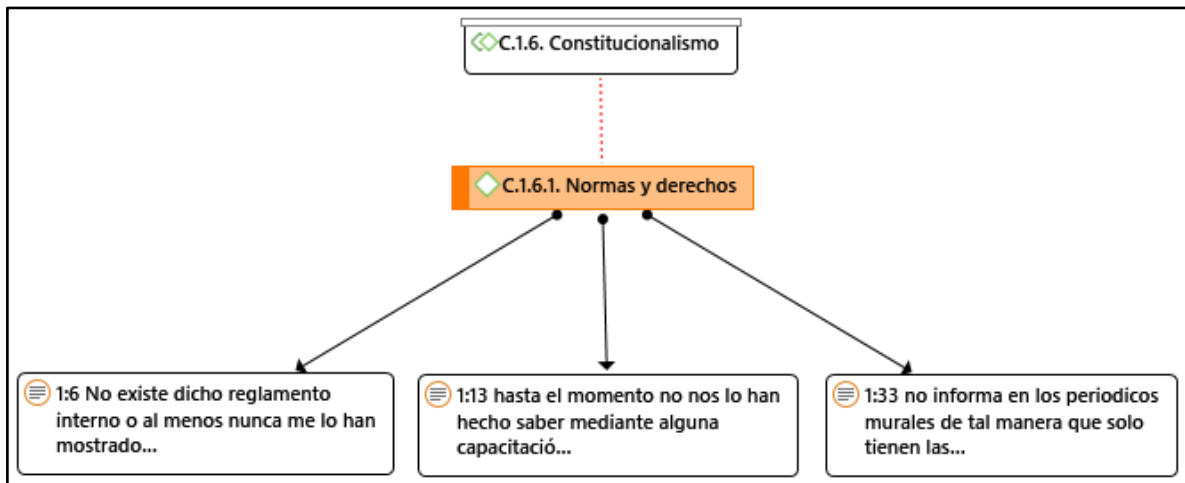 C.1.6. Constitucionalismo
C.1.6.1. Normas y derechos
1:6 No existe dicho reglamento
interno o al menos nunca me lo han
mostrado...
1:13 hasta el momento no nos lo han
hecho saber mediante alguna
capacitació...
1:33 no informa en los periodicos
murales de tal manera que solo
tienen las...